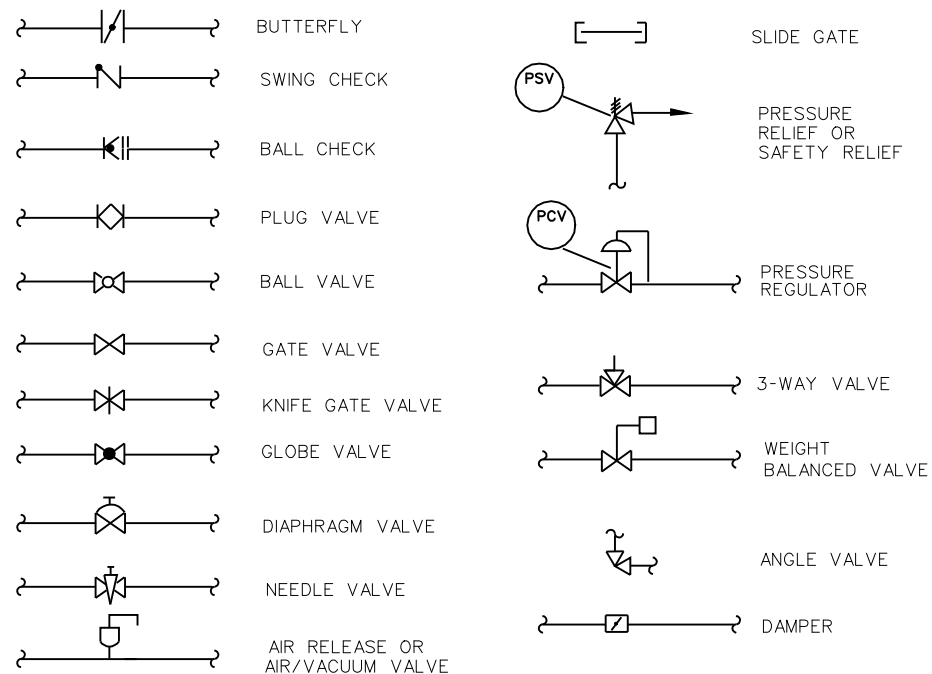 BUTTERFLY
SWING CHECK
BALL CHECK
PLUG VALVE
BALL VALVE
GATE VALVE
KNIFE GATE VALVE
GLOBE VALVE
DIAPHRAGM VALVE
NEEDLE VALVE
AIR RELEASE OR
AIR/VACUUM VALVE
SLIDE GATE
PSV
PRESSURE
RELIEF OR
SAFETY RELIEF
PCV
PRESSURE
REGULATOR
3-WAY VALVE
WEIGHT
BALANCED VALVE
ANGLE VALVE
DAMPER